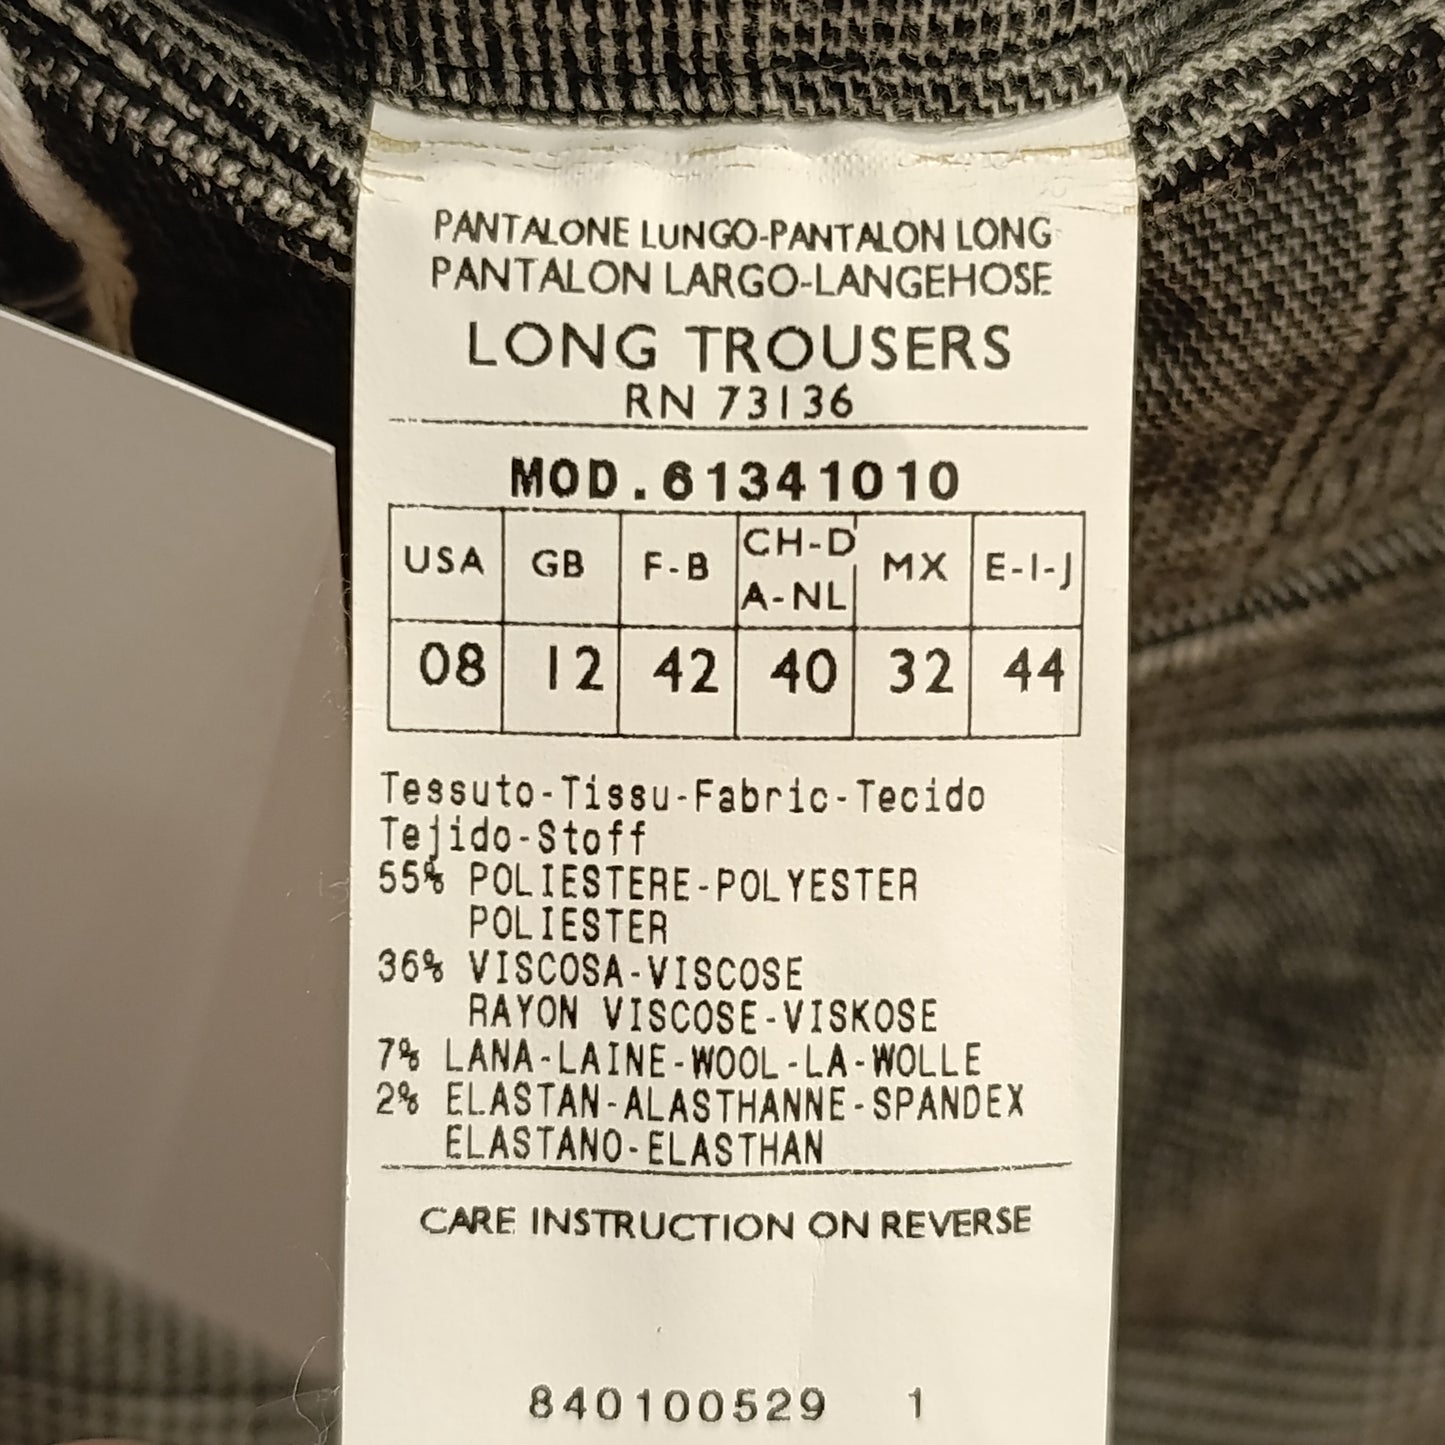 PANTALONE LUNGO-PANTALON LONG
PANTALON LARGO-LANGEHOSE
LONG TROUSERS
RN 73136
MOD.61341010
USA GB F-B CH-D A-NL MX E-I-J
08 12 42 40 32 44
Tessuto-Tissu-Fabric-Tecido
Tejido-Stoff
55% POLIESTERE-POLYESTER
POLIESTER
36% VISCOSA-VISCOSE
RAYON VISCOSE-VISKOSE
7% LANA-LAINE-WOOL-LA-WOLLE
2% ELASTAN-ALASTHANNE-SPANDEX
ELASTANO-ELASTHAN
CARE INSTRUCTION ON REVERSE
840100529 1